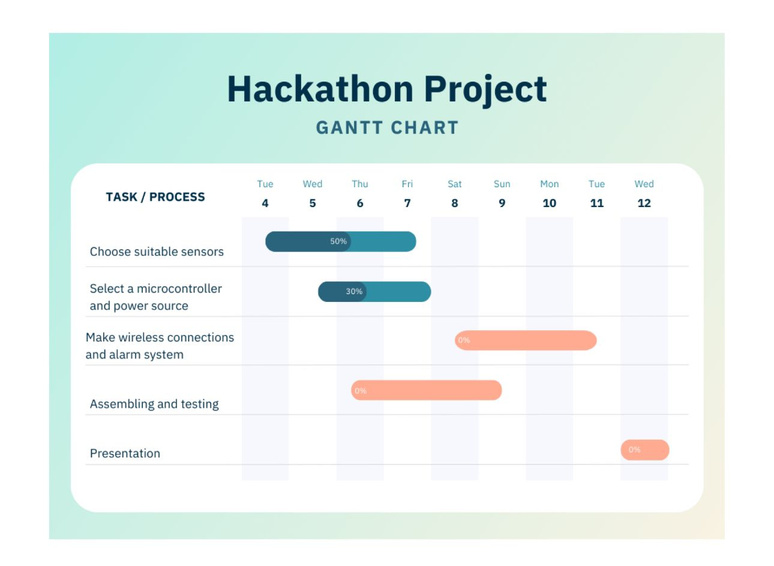 Hackathon Project
GANTT CHART
TASK / PROCESS
Tue Wed Thu Fri Sat Sun Mon Tue Wed
4 5 6 7 8 9 10 11 12
50%
Choose suitable sensors
Select a microcontroller
30%
and power source
Make wireless connections
0%
and alarm system
0%
Assembling and testing
0%
Presentation